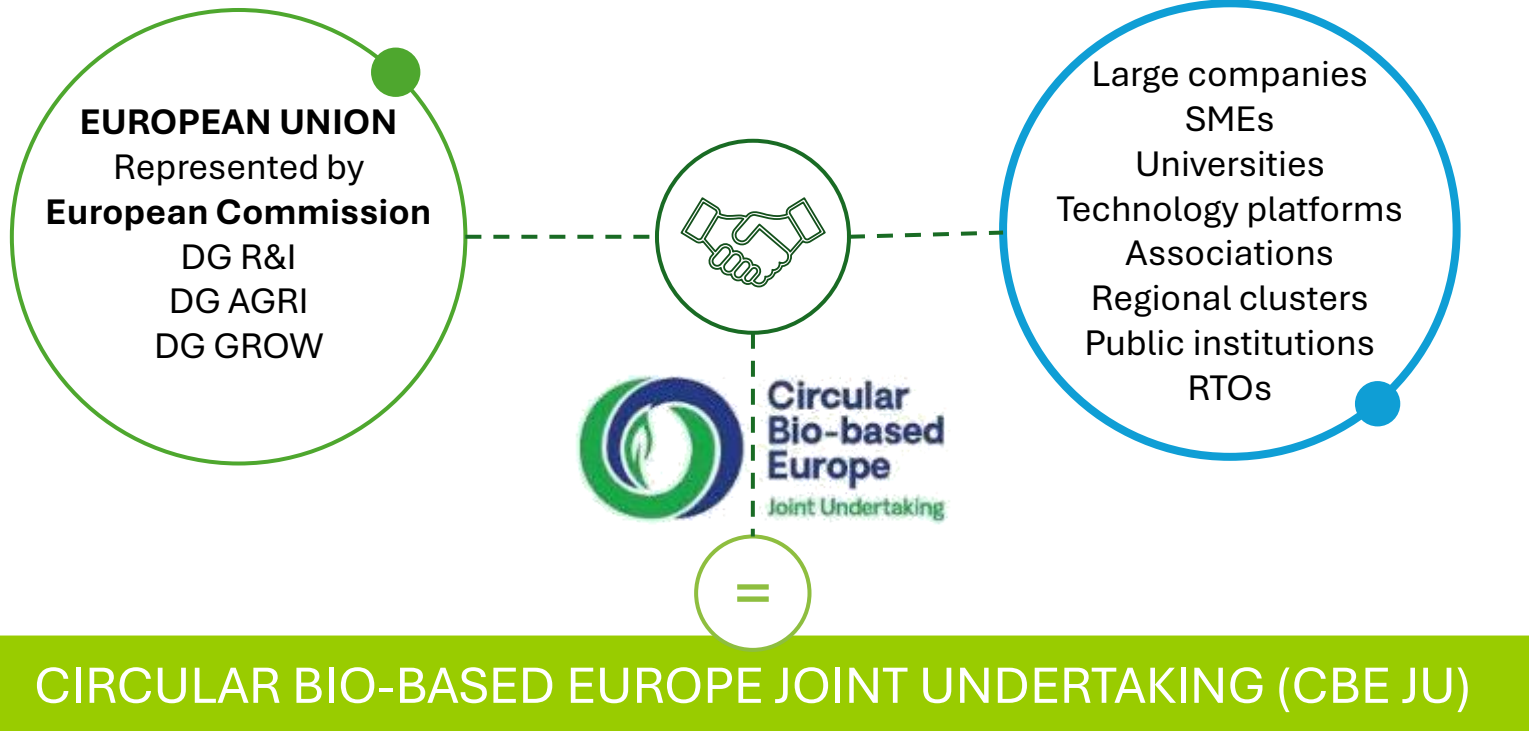 EUROPEAN UNION
Represented by
European Commission
DG R&I
DG AGRI
DG GROW
Large companies
SMEs
Universities
Technology platforms
Associations
Regional clusters
Public institutions
RTOs
Circular
Bio-based
Europe
Joint Undertaking
=
CIRCULAR BIO-BASED EUROPE JOINT UNDERTAKING (CBE JU)